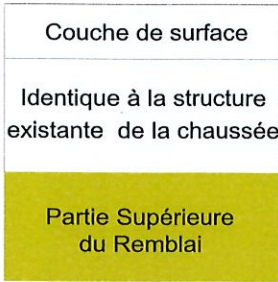 Couche de surface
Identique à la structure
existante de la chaussée
Partie Supérieure
du Remblai